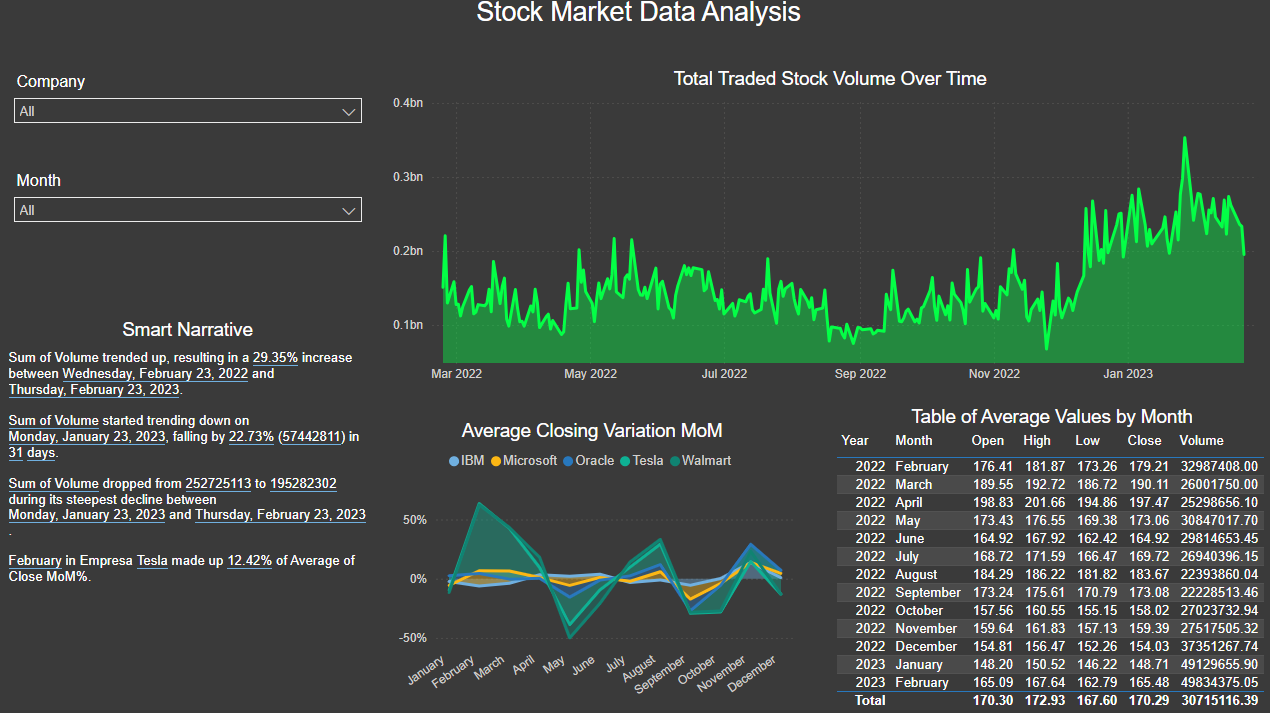 Stock Market Data Analysis
Company
All
Month
All
Smart Narrative
Sum of Volume trended up, resulting in a 29.35% increase
between Wednesday, February 23, 2022 and
Thursday, February 23, 2023.
Sum of Volume started trending down on
Monday, January 23, 2023, falling by 22.73% (57442811) in
31 days.
Sum of Volume dropped from 252725113 to 195282302
during its steepest decline between
Monday, January 23, 2023 and Thursday, February 23, 2023
.
February in Empresa Tesla made up 12.42% of Average of
Close MoM%.
Total Traded Stock Volume Over Time
0.4bn
0.3bn
0.2bn
0.1bn
Mar 2022 May 2022 Jul 2022 Sep 2022 Nov 2022 Jan 2023
Average Closing Variation MoM
IBM Microsoft Oracle Tesla Walmart
50%
0%
-50%
January February March April May June July August September October November December
Table of Average Values by Month
Year Month Open High Low Close Volume
2022 February 176.41 181.87 173.26 179.21 32987408.00
2022 March 189.55 192.72 186.72 190.11 26001750.00
2022 April 198.83 201.66 194.86 197.47 25298656.10
2022 May 173.43 176.55 169.38 173.06 30847017.70
2022 June 164.92 167.92 162.42 164.92 29814653.45
2022 July 168.72 171.59 166.47 169.72 26940396.15
2022 August 184.29 186.22 181.82 183.67 22393860.04
2022 September 173.24 175.61 170.79 173.08 22228513.46
2022 October 157.56 160.55 155.15 158.02 27023732.94
2022 November 159.64 161.83 157.13 159.39 27517505.32
2022 December 154.81 156.47 152.26 154.03 37351267.74
2023 January 148.20 150.52 146.22 148.71 49129655.90
2023 February 165.09 167.64 162.79 165.48 49834375.05
Total 170.30 172.93 167.60 170.29 30715116.39